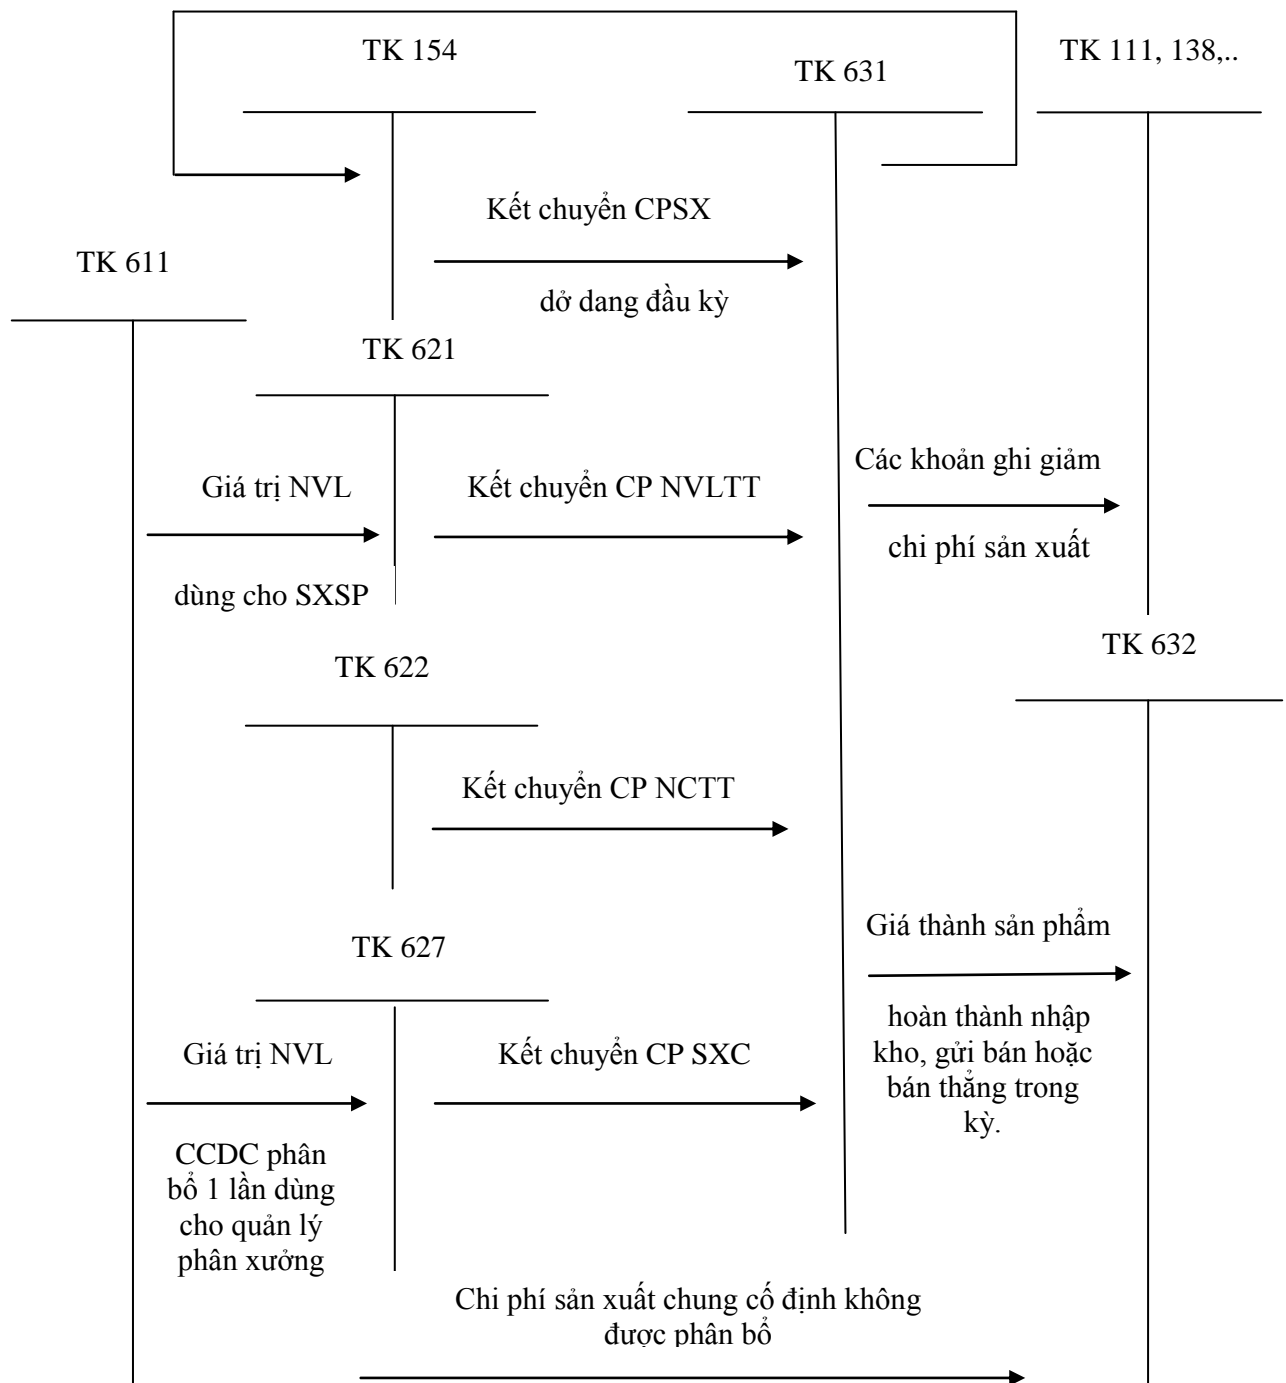 TK 154
TK 631
TK 111, 138,..
Kết chuyển CPSX
dở dang đầu kỳ
TK 611
TK 621
Giá trị NVL
dùng cho SXSP
Kết chuyển CP NVLTT
Các khoản ghi giảm
chi phí sản xuất
TK 632
TK 622
Kết chuyển CP NCTT
TK 627
Giá thành sản phẩm
hoàn thành nhập
kho, gửi bán hoặc
bán thẳng trong
kỳ.
Giá trị NVL
CCDC phân
bổ 1 lần dùng
cho quản lý
phân xưởng
Kết chuyển CP SXC
Chi phí sản xuất chung cố định không
được phân bổ